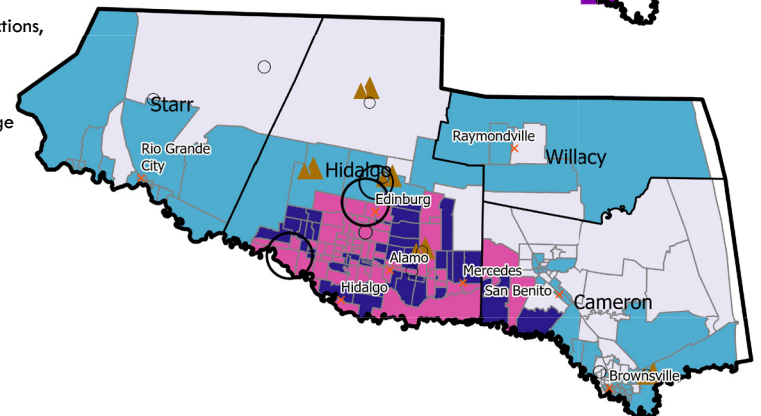 ctions,
ge
Starr
Rio Grande
City
Hidalgo
Edinburg
Alamo
Hidalgo
Mercedes
San Benito
Raymondville
Willacy
Cameron
Brownsville